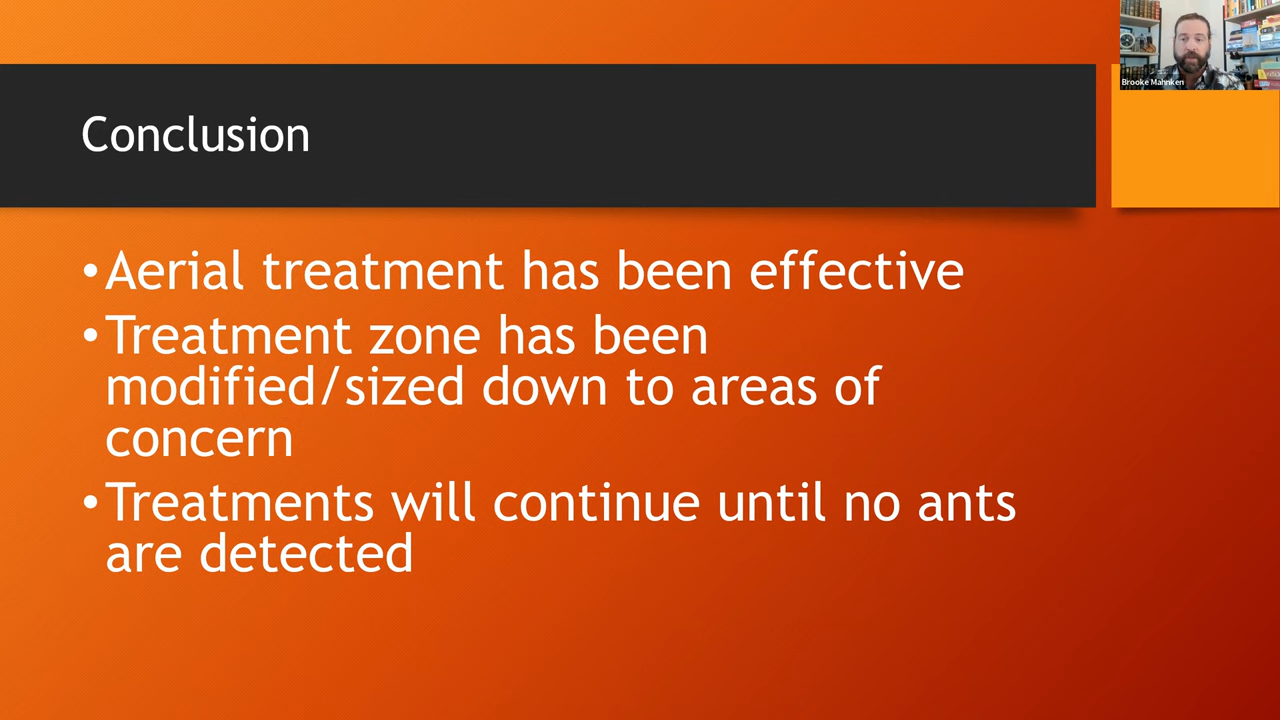 Brooke Mahnken
Conclusion
•Aerial treatment has been effective
•Treatment zone has been
modified/sized down to areas of
concern
•Treatments will continue until no ants
are detected